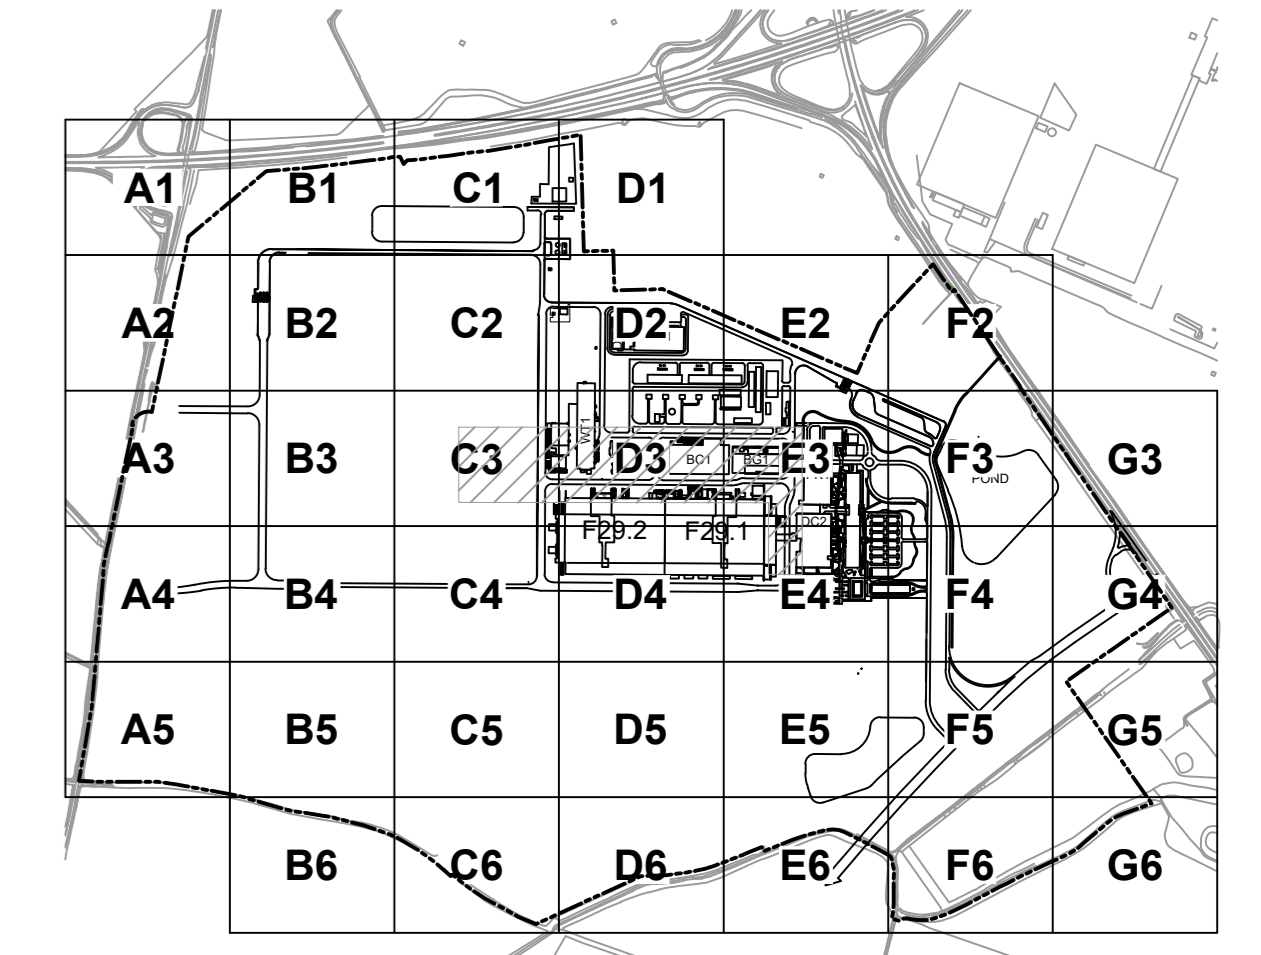 A1 B1 C1 D1
A2 B2 C2 D2 E2 F2
A3 B3 C3 D3 E3 F3 G3
WT1
BC1
BG1
POND
F29.2
F29.1
DC2
A4 B4 C4 D4 E4 F4 G4
A5 B5 C5 D5 E5 F5 G5
B6 C6 D6 E6 F6 G6